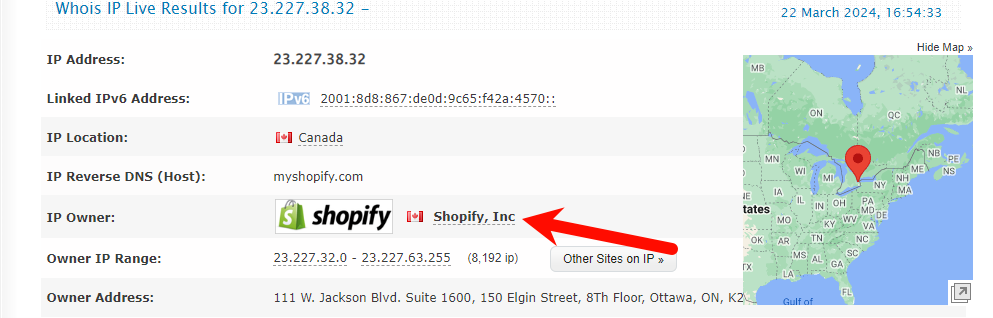 Whois IP Live Results for 23.227.38.32 –
22 March 2024, 16:54:33
Hide Map »
IP Address: 23.227.38.32
Linked IPv6 Address: IPv6 2001:8d8:867:de0d:9c65:f42a:4570::
IP Location: Canada
IP Reverse DNS (Host): myshopify.com
IP Owner: shopify Shopify, Inc
Owner IP Range: 23.227.32.0 - 23.227.63.255 (8,192 ip) Other Sites on IP »
Owner Address: 111 W. Jackson Blvd. Suite 1600, 150 Elgin Street, 8Th Floor, Ottawa, ON, K2
MB
ON
QC
NB
PE
MN
WI
MI
NY
NH
NS
MA
IA
IL
IN
OH
PA
MD
tates
MO
KY
WV
DE
VA
OK
AR
TN
NC
MS
AL
SC
LA
GA
Gulf of